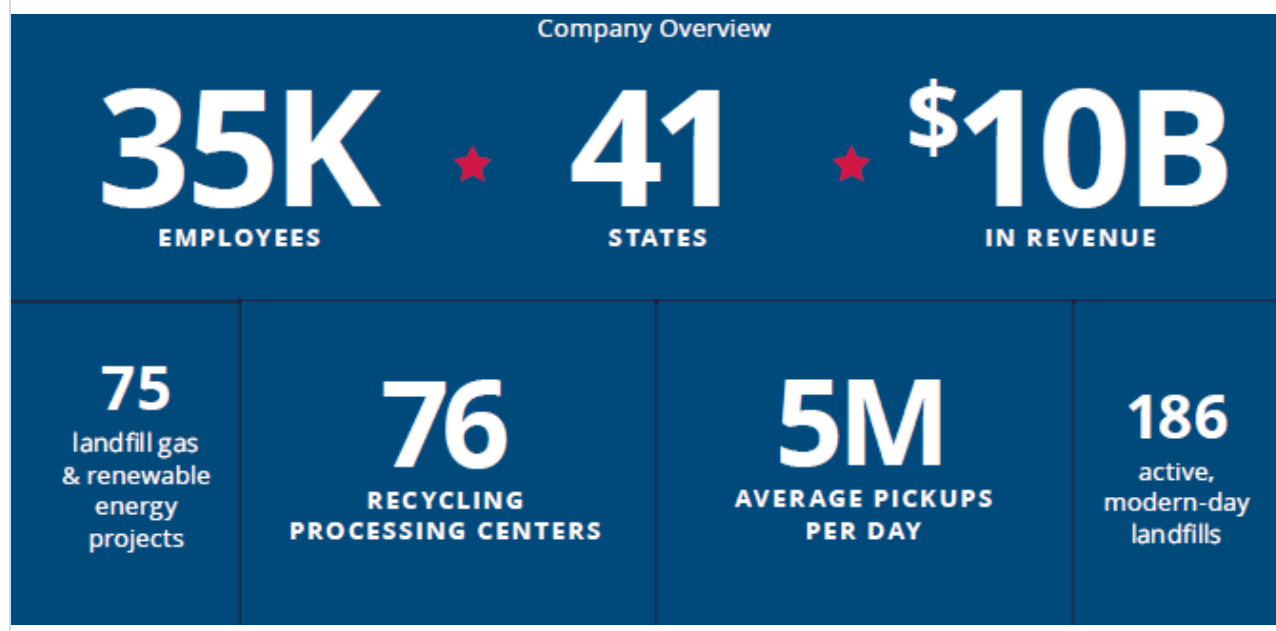 Company Overview
35K
41
$10B
EMPLOYEES
STATES
IN REVENUE
75
landfill gas
& renewable
energy
projects
76
RECYCLING
PROCESSING CENTERS
5M
AVERAGE PICKUPS
PER DAY
186
active,
modern-day
landfills